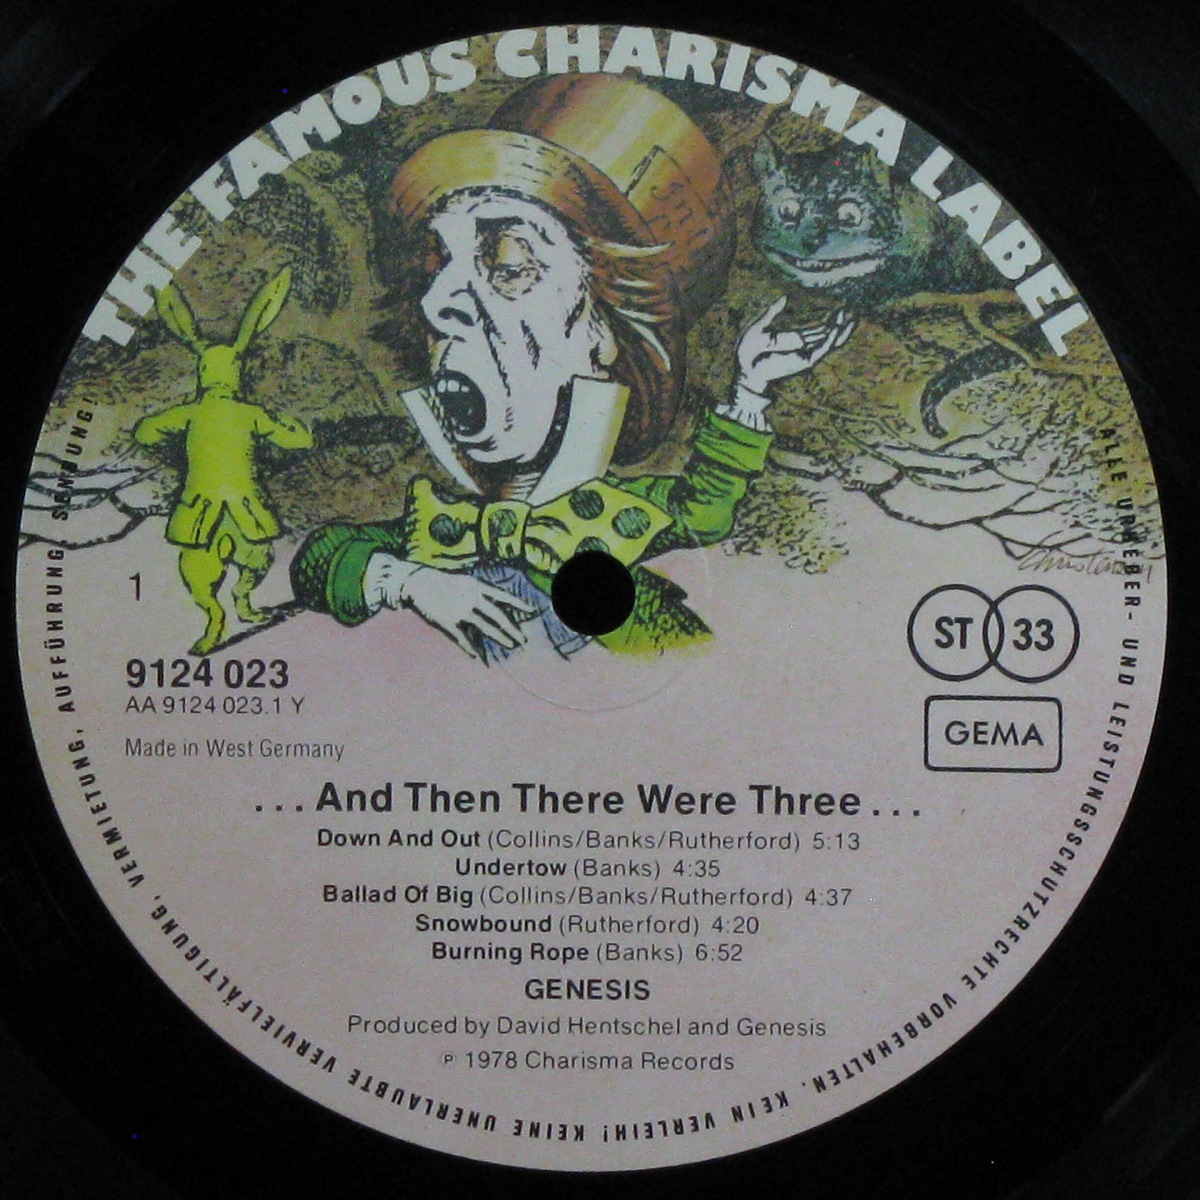 THE FAMOUS CHARISMA LABEL
1
9124 023
AA 9124 023.1 Y
Made in West Germany
ST 33
GEMA
...And Then There Were Three...
Down And Out (Collins/Banks/Rutherford) 5:13
Undertow (Banks) 4:35
Ballad Of Big (Collins/Banks/Rutherford) 4:37
Snowbound (Rutherford) 4:20
Burning Rope (Banks) 6:52
GENESIS
Produced by David Hentschel and Genesis
℗ 1978 Charisma Records
ALLE URHEBER- UND LEISTUNGSSCHUTZRECHTE VORBEHALTEN. KEIN VERLEIH! KEINE UNERLAUBTE VERVIELFÄLTIGUNG, VERMIETUNG, AUFFÜHRUNG, SENDUNG!